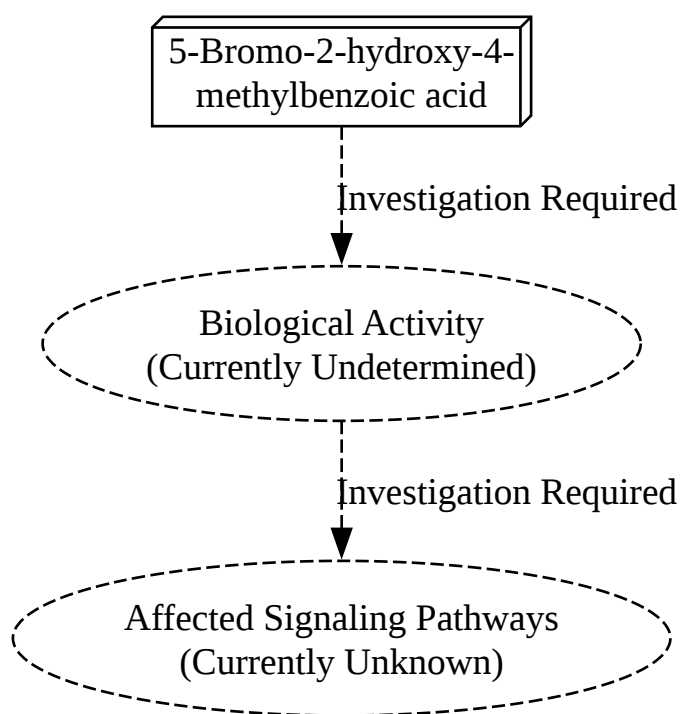 5-Bromo-2-hydroxy-4-
methylbenzoic acid
Investigation Required
Biological Activity
(Currently Undetermined)
Investigation Required
Affected Signaling Pathways
(Currently Unknown)